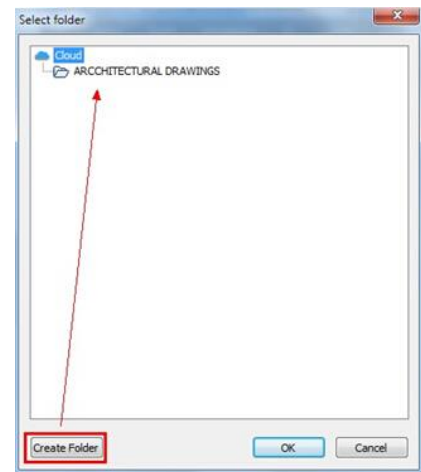 Select folder
Cloud
ARCCHITECTURAL DRAWINGS
Create Folder OK Cancel